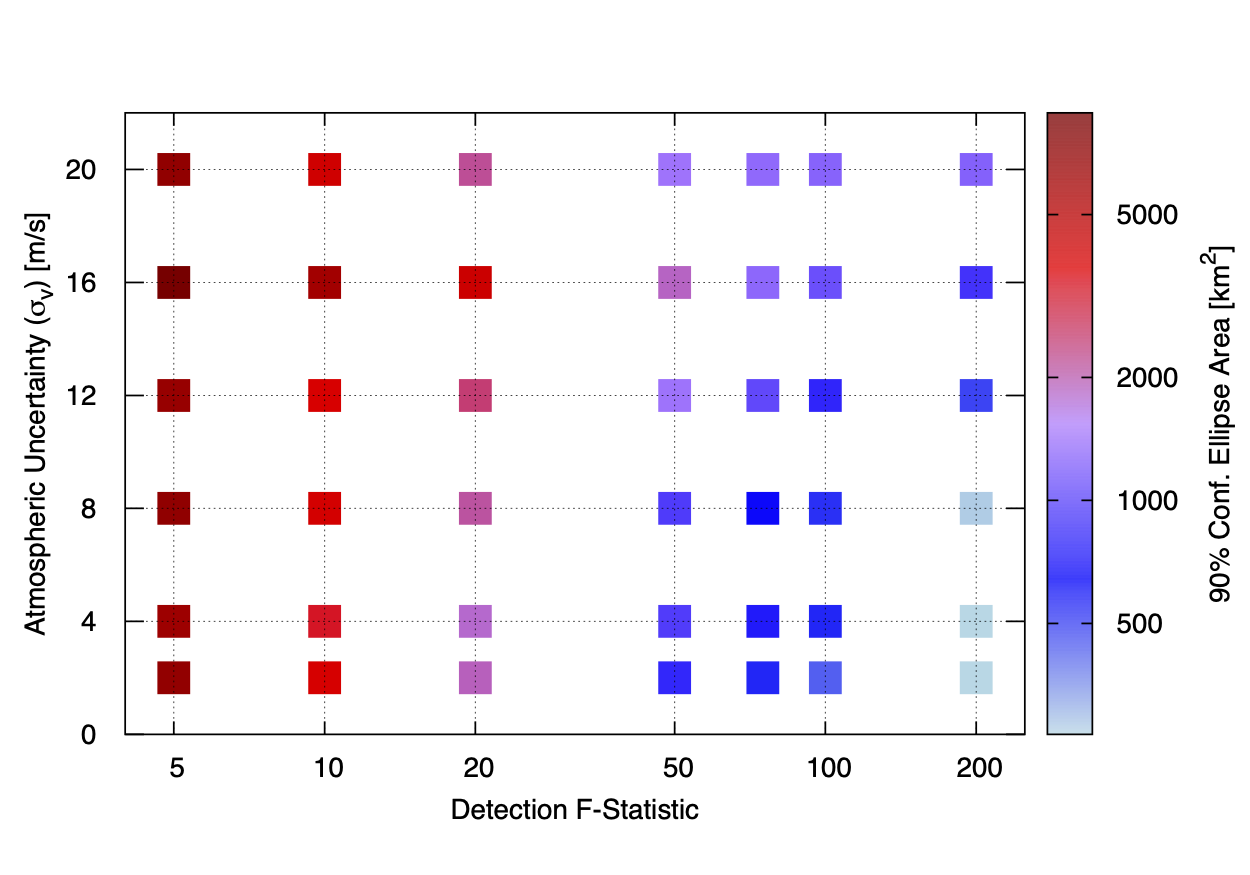 20
16
12
8
4
0
Atmospheric Uncertainty (σv) [m/s]
5 10 20 50 100 200
Detection F-Statistic
5000
2000
1000
500
90% Conf. Ellipse Area [km2]